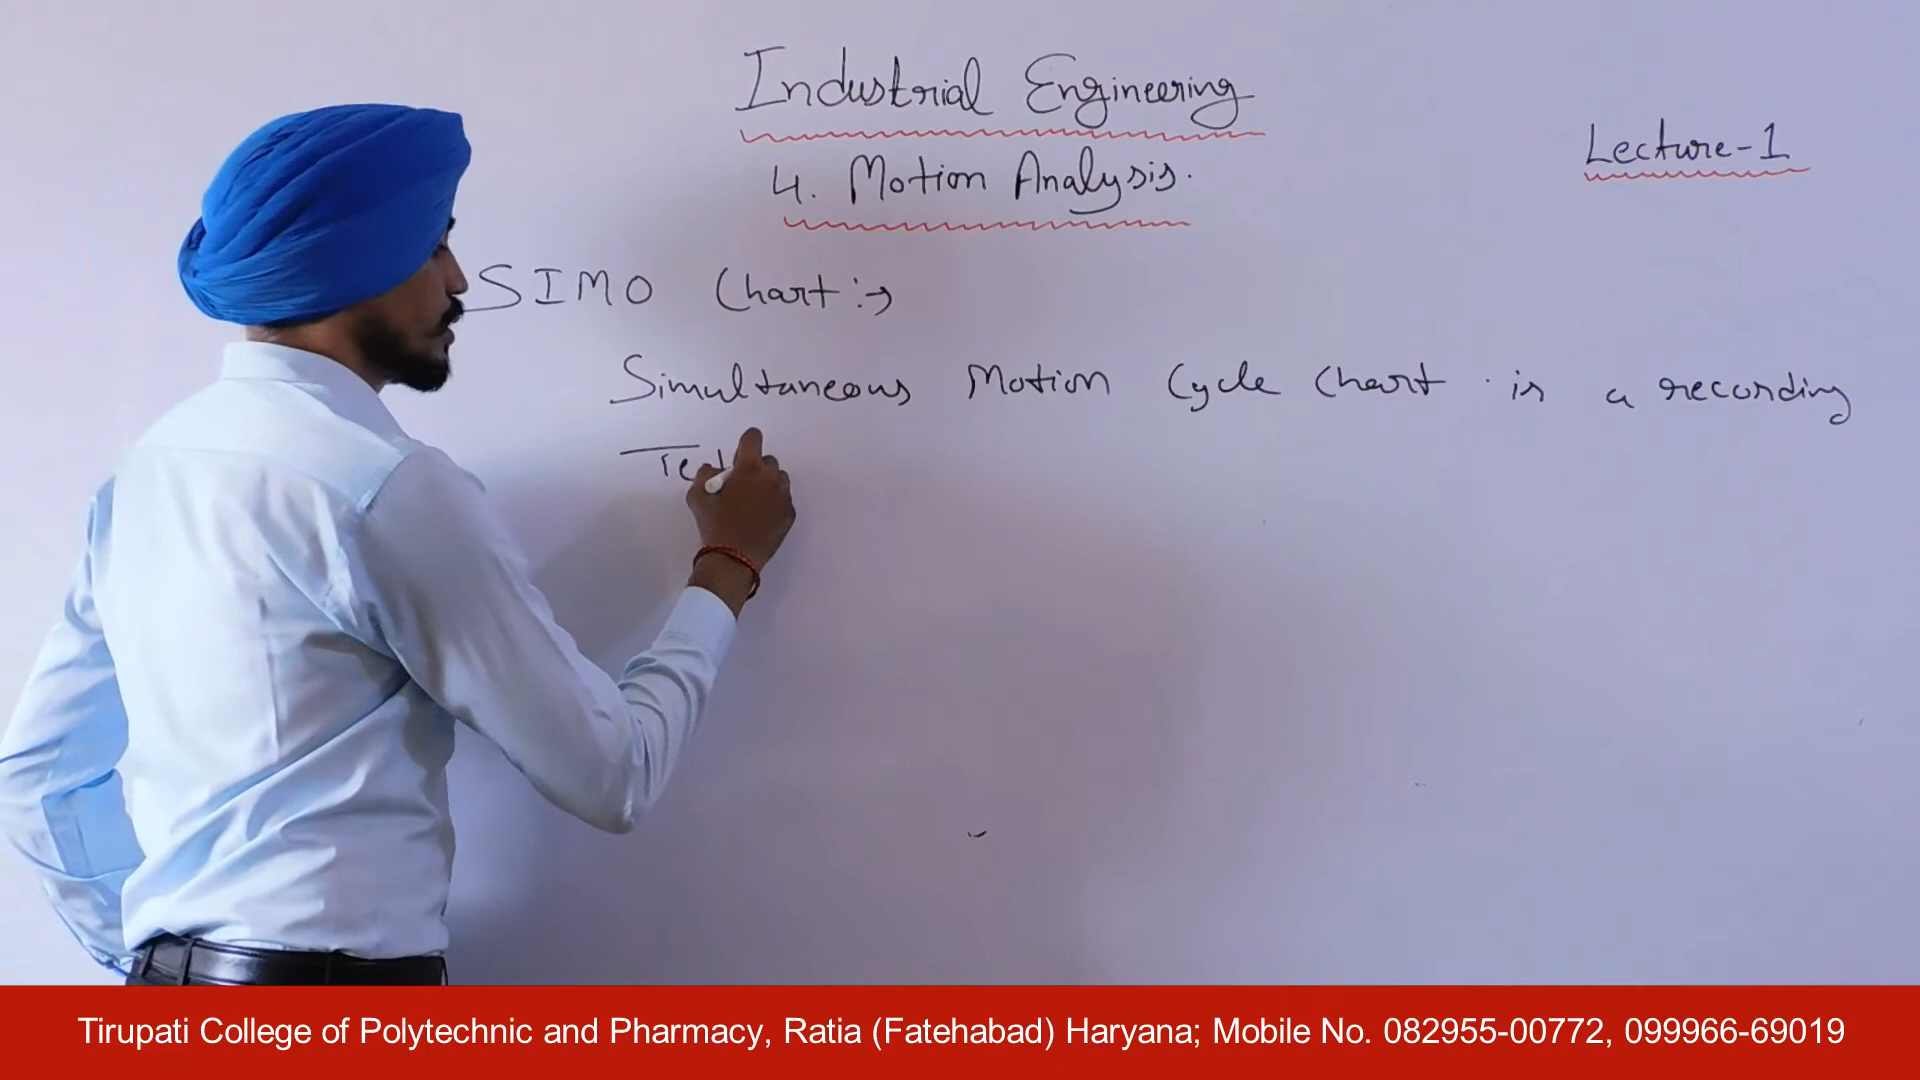 Industrial Engineering
Lecture-1
4. Motion Analysis.
SIMO Chart :→
Simultaneous Motion Cycle Chart is a recording
Tirupati College of Polytechnic and Pharmacy, Ratia (Fatehabad) Haryana; Mobile No. 082955-00772, 099966-69019